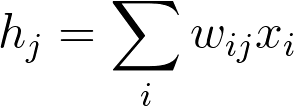 h_j = \sum_i w_{ij} x_i